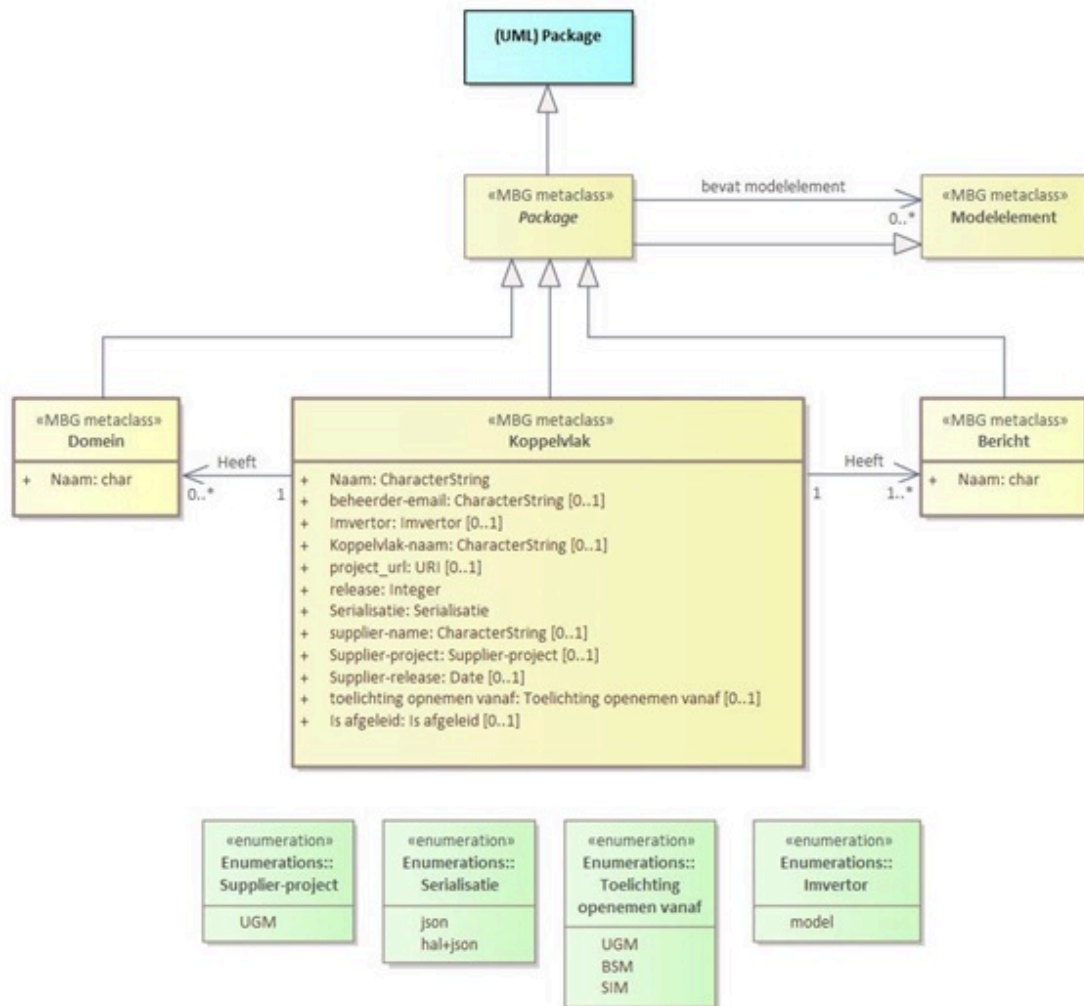 (UML) Package
«MBG metaclass»
Package
bevat modelelement
0..*
«MBG metaclass»
Modelelement
«MBG metaclass»
Domein
+ Naam: char
Heeft
0..*
1
«MBG metaclass»
Koppelvlak
+ Naam: CharacterString
+ beheerder-email: CharacterString [0..1]
+ Imvertor: Imvertor [0..1]
+ Koppelvlak-naam: CharacterString [0..1]
+ project_url: URI [0..1]
+ release: Integer
+ Serialisatie: Serialisatie
+ supplier-name: CharacterString [0..1]
+ Supplier-project: Supplier-project [0..1]
+ Supplier-release: Date [0..1]
+ toelichting opnemen vanaf: Toelichting openemen vanaf [0..1]
+ Is afgeleid: Is afgeleid [0..1]
Heeft
1
1..*
«MBG metaclass»
Bericht
+ Naam: char
«enumeration»
Enumerations::
Supplier-project
UGM
«enumeration»
Enumerations::
Serialisatie
json
hal+json
«enumeration»
Enumerations::
Toelichting
openemen vanaf
UGM
BSM
SIM
«enumeration»
Enumerations::
Imvertor
model